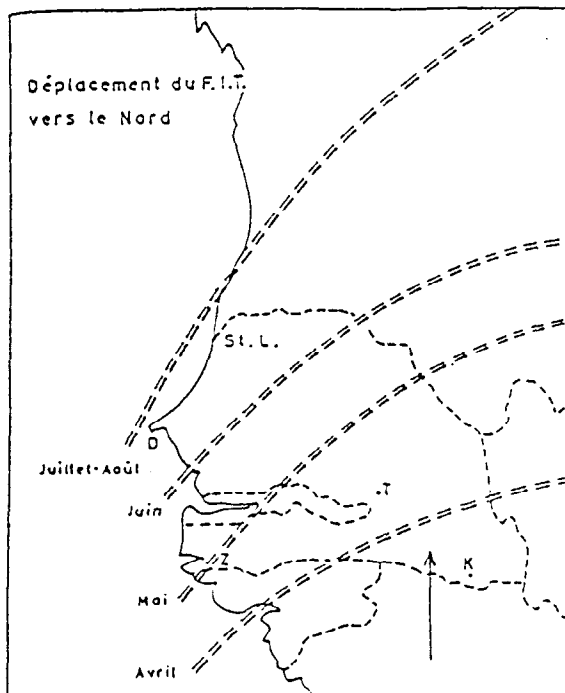 Déplacement du F.I.T.
vers le Nord
St. L.
D
Juillet-Août
Juin
.T
Z
K
Mai
Avril